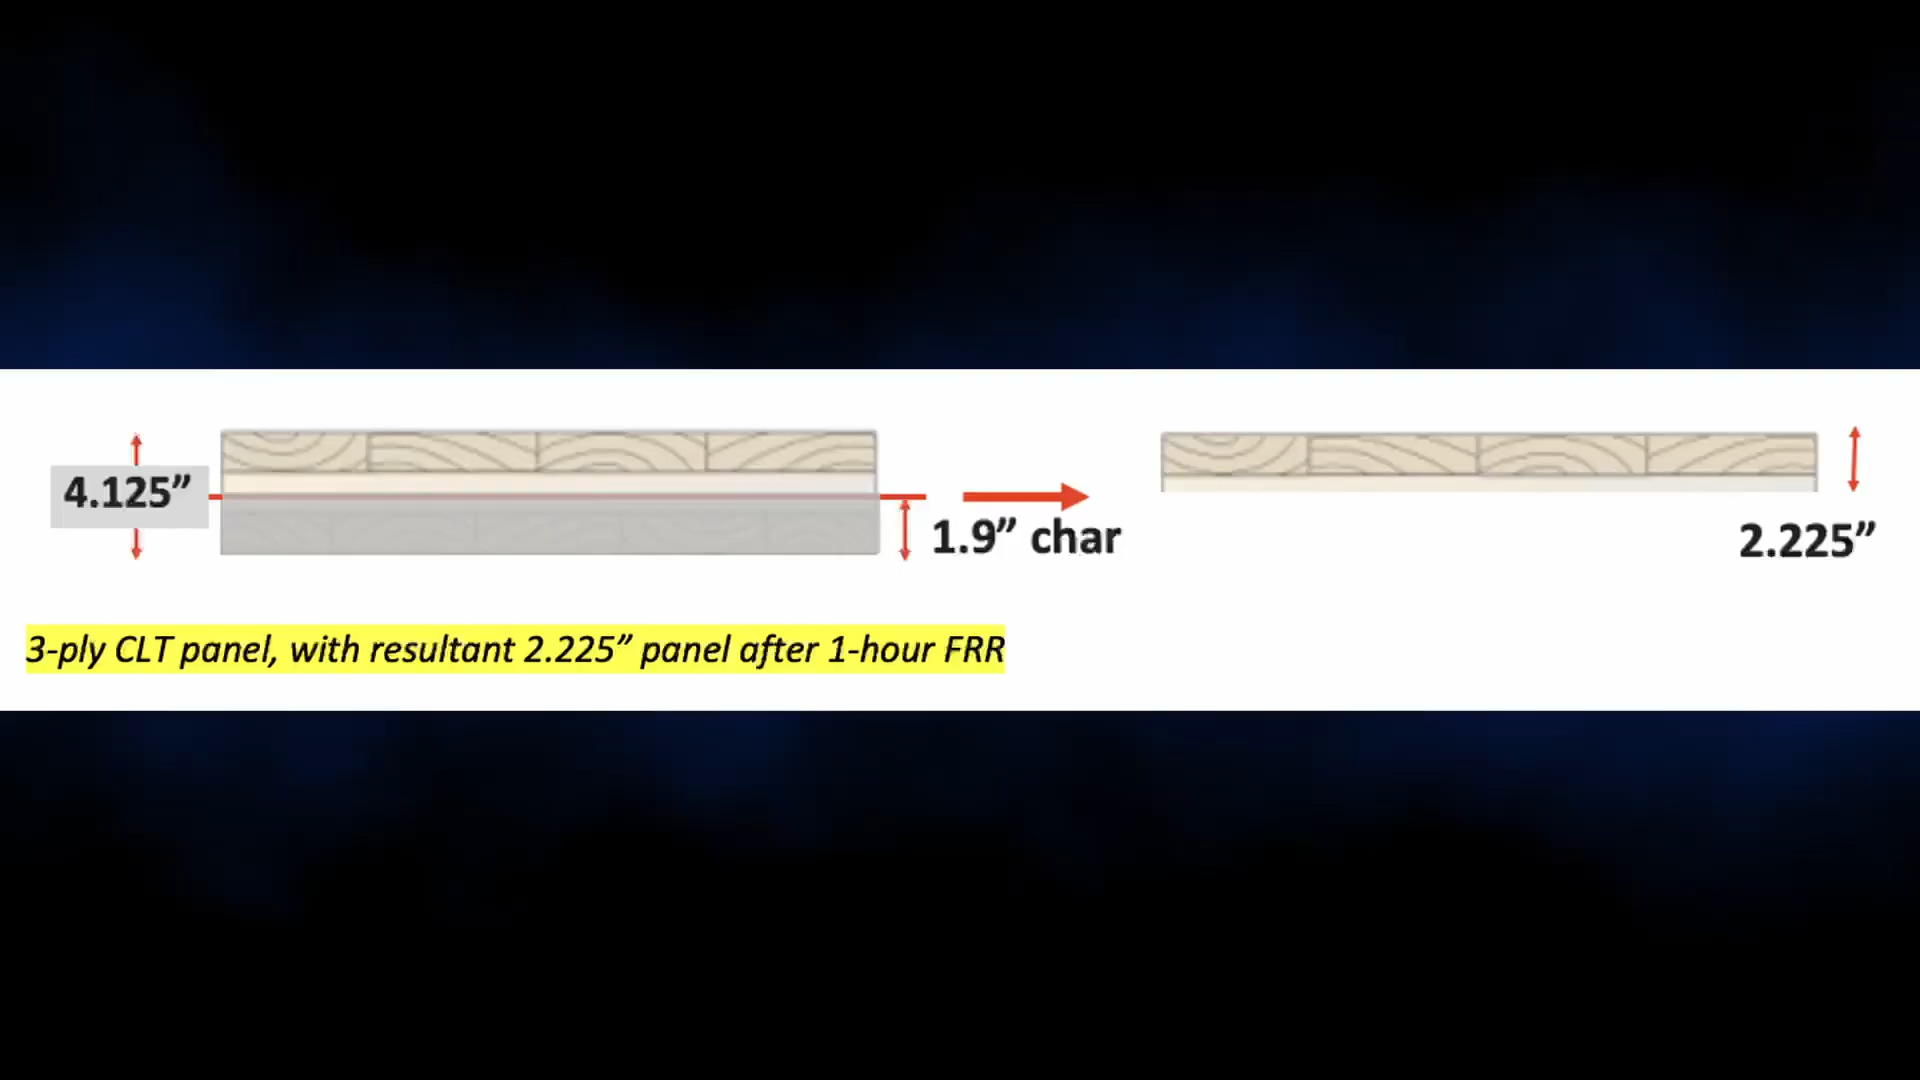 4.125”
1.9” char
2.225”
3-ply CLT panel, with resultant 2.225” panel after 1-hour FRR